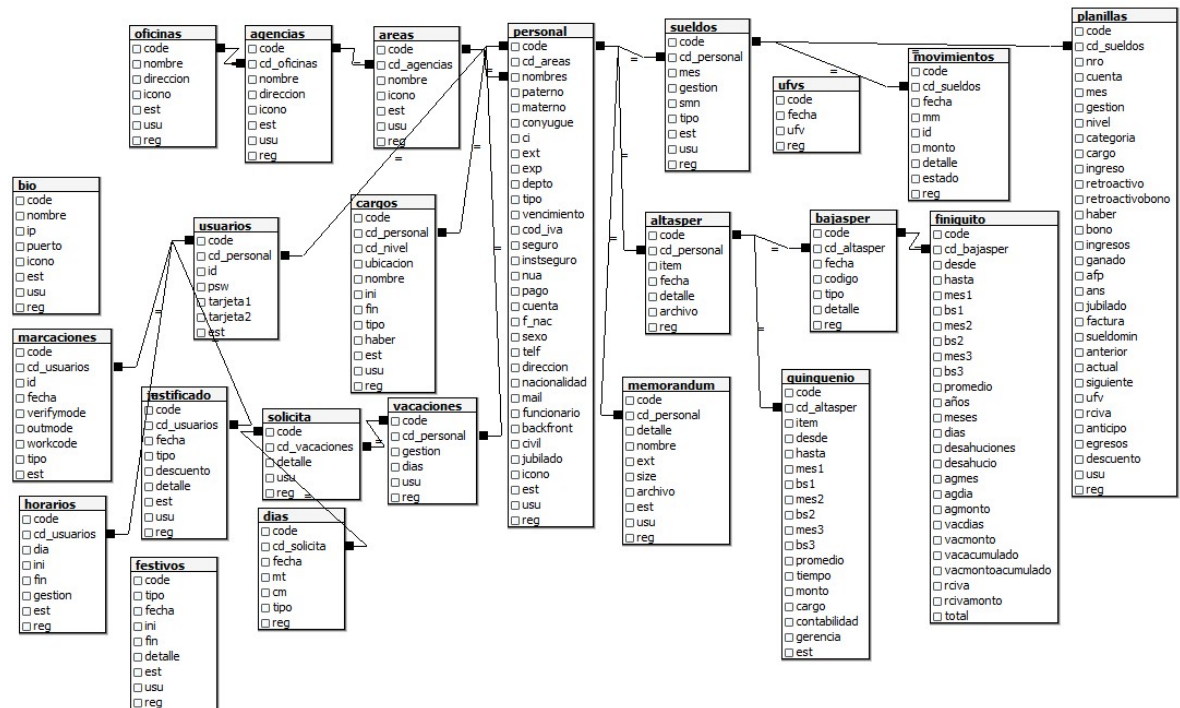 oficinas
code
nombre
direccion
icono
est
usu
reg
agencias
code
cd_oficinas
nombre
direccion
icono
est
usu
reg
areas
code
cd_agencias
nombre
icono
est
usu
reg
personal
code
cd_areas
nombres
paterno
materno
conyugue
ci
ext
exp
depto
tipo
vencimiento
cod_iva
seguro
instseguro
nua
pago
cuenta
f_nac
sexo
telf
direccion
nacionalidad
mail
funcionario
backfront
civil
jubilado
icono
est
usu
reg
sueldos
code
cd_personal
mes
gestion
smn
tipo
est
usu
reg
ufvs
code
fecha
ufv
reg
movimientos
code
cd_sueldos
fecha
mm
id
monto
detalle
estado
reg
planillas
code
cd_sueldos
nro
cuenta
mes
gestion
nivel
categoria
cargo
ingreso
retroactivo
retroactivobono
haber
bono
ingresos
ganado
afp
ans
jubilado
factura
sueldomin
anterior
actual
siguiente
ufv
rciva
anticipo
egresos
descuento
usu
reg
bio
code
nombre
ip
puerto
icono
est
usu
reg
usuarios
code
cd_personal
id
psw
tarjeta1
tarjeta2
est
cargos
code
cd_personal
cd_nivel
ubicacion
nombre
ini
fin
tipo
haber
est
usu
reg
altasper
code
cd_personal
item
fecha
detalle
archivo
reg
bajasper
code
cd_altasper
fecha
codigo
tipo
detalle
reg
finiquito
code
cd_bajasper
desde
hasta
mes1
bs1
mes2
bs2
mes3
bs3
promedio
años
meses
dias
desahuciones
desahucio
agmes
agdia
agmonto
vacdias
vacmonto
vacacumulado
vacmontoacumulado
rciva
rcivamonto
total
marcaciones
code
cd_usuarios
id
fecha
verifymode
outmode
workcode
tipo
est
justificado
code
cd_usuarios
fecha
tipo
descuento
detalle
est
usu
reg
solicita
code
cd_vacaciones
detalle
usu
reg
vacaciones
code
cd_personal
gestion
dias
usu
reg
memorandum
code
cd_personal
detalle
nombre
ext
size
archivo
est
usu
reg
quinquenio
code
cd_altasper
item
desde
hasta
mes1
bs1
mes2
bs2
mes3
bs3
promedio
tiempo
monto
cargo
contabilidad
gerencia
est
horarios
code
cd_usuarios
dia
ini
fin
gestion
est
reg
dias
code
cd_solicita
fecha
mt
cm
tipo
reg
festivos
code
tipo
fecha
ini
fin
detalle
est
usu
reg